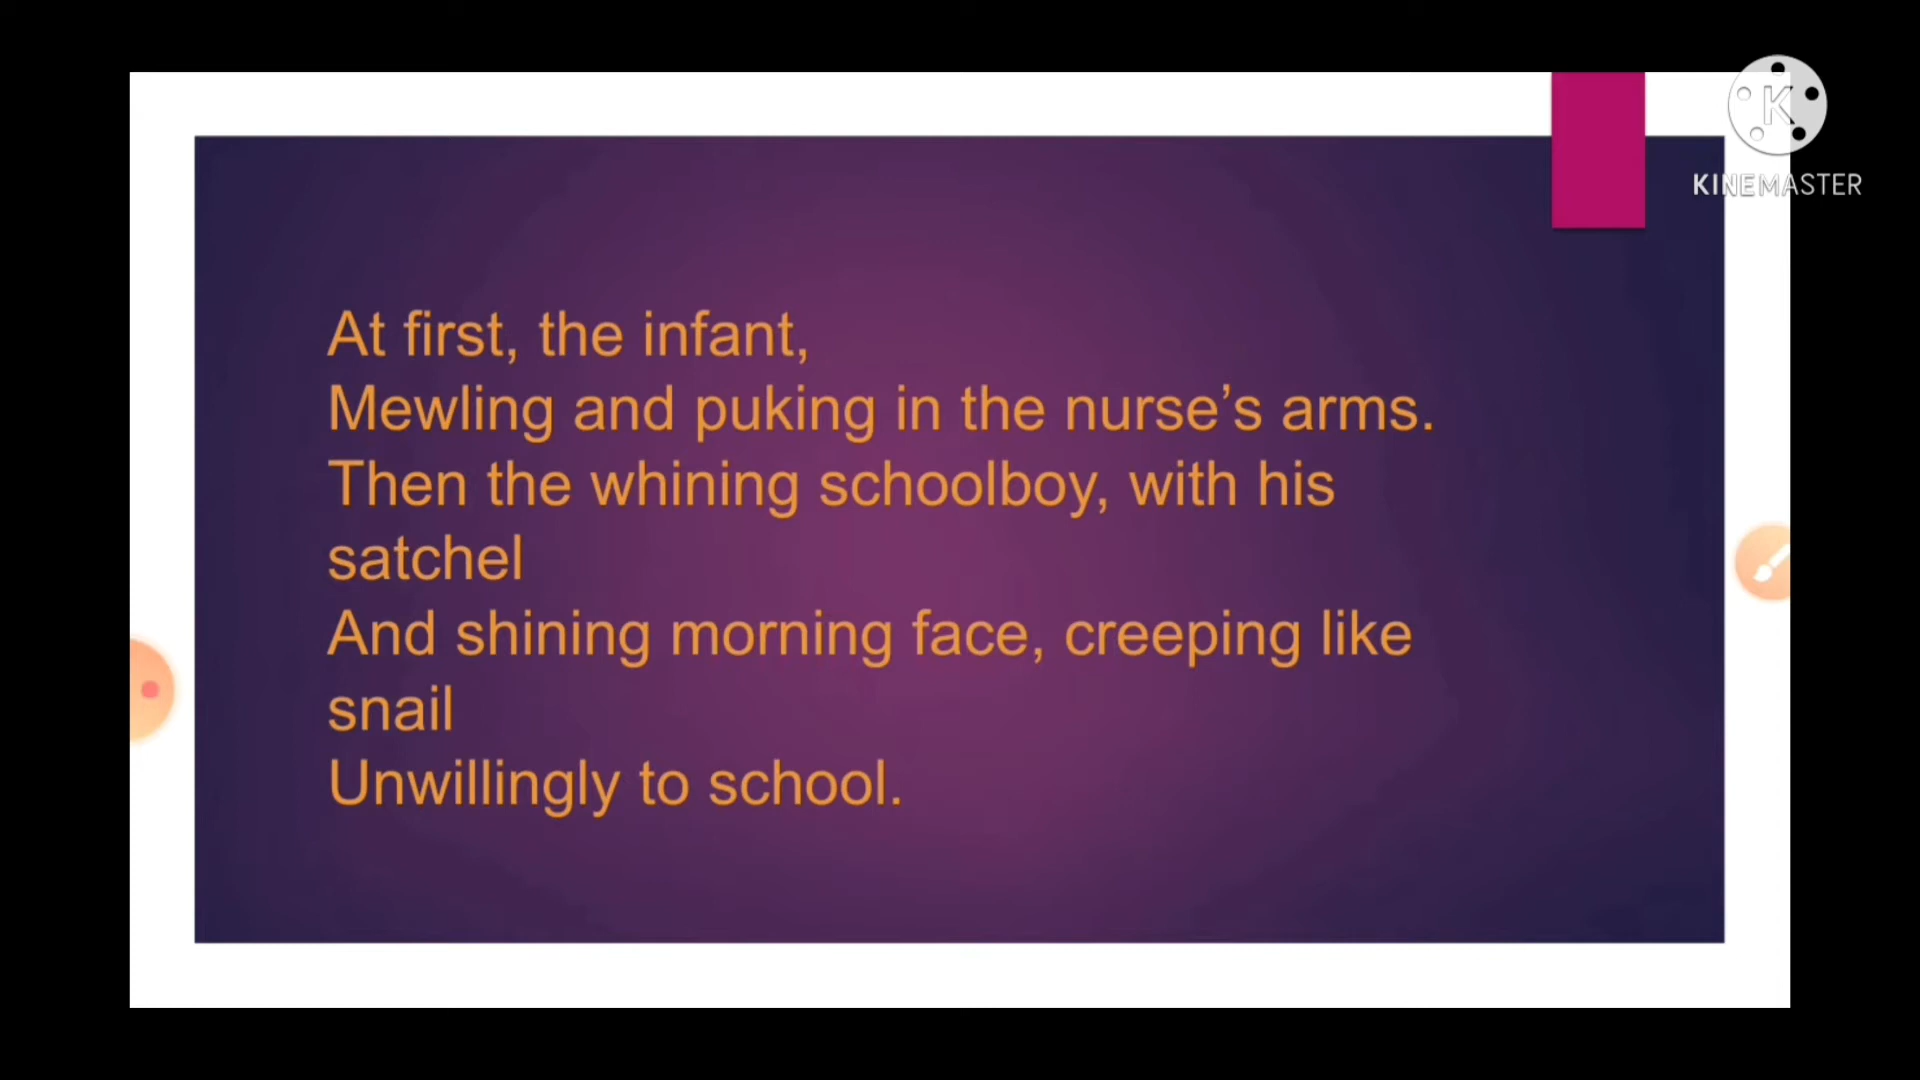 KINEMASTER
At first, the infant,
Mewling and puking in the nurse’s arms.
Then the whining schoolboy, with his
satchel
And shining morning face, creeping like
snail
Unwillingly to school.